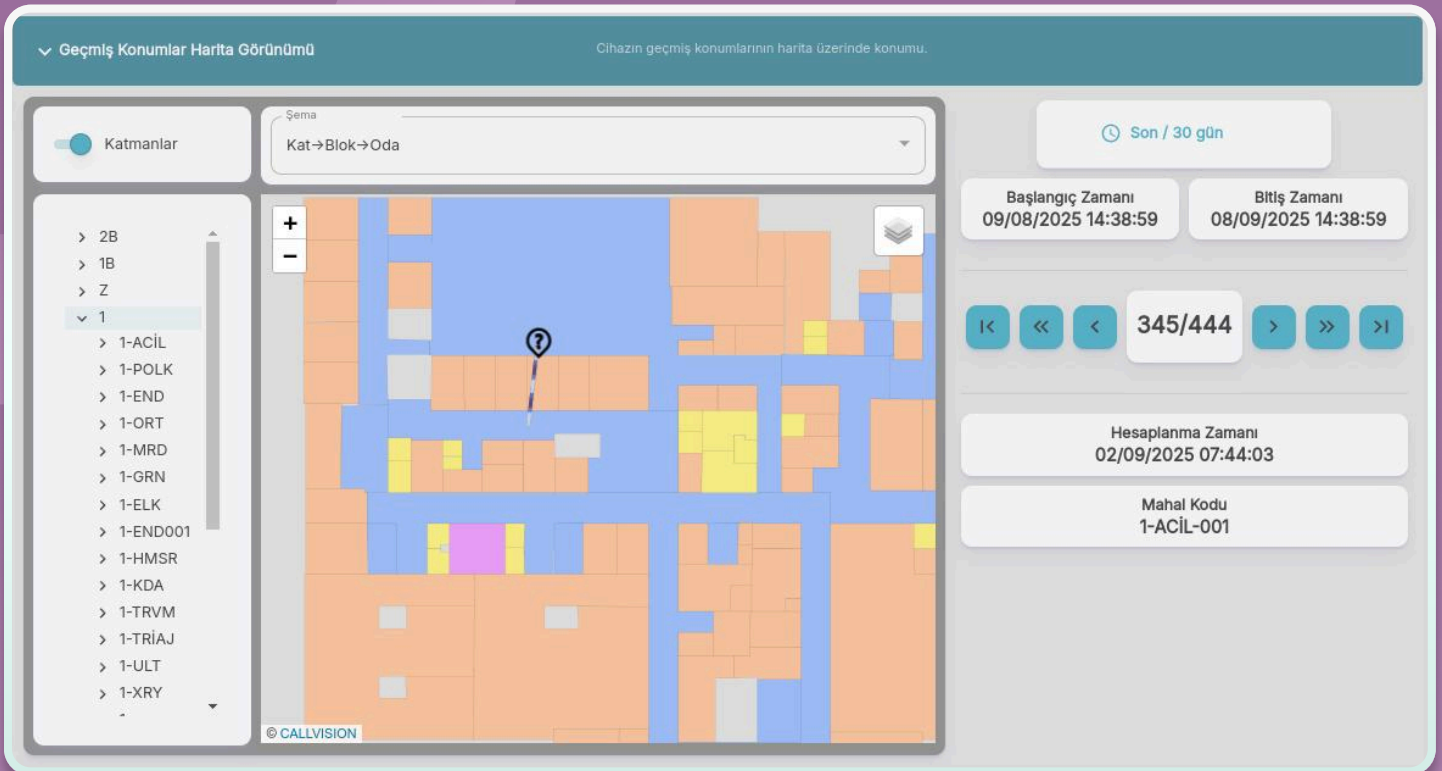 Geçmiş Konumlar Harita Görünümü
Cihazın geçmiş konumlarının harita üzerinde konumu.
Katmanlar
Şema
Kat→Blok→Oda
2B
1B
Z
1
1-ACİL
1-POLK
1-END
1-ORT
1-MRD
1-GRN
1-ELK
1-END001
1-HMSR
1-KDA
1-TRVM
1-TRİAJ
1-ULT
1-XRY
+
−
?
© CALLVISION
Son / 30 gün
Başlangıç Zamanı
09/08/2025 14:38:59
Bitiş Zamanı
08/09/2025 14:38:59
345/444
Hesaplanma Zamanı
02/09/2025 07:44:03
Mahal Kodu
1-ACİL-001